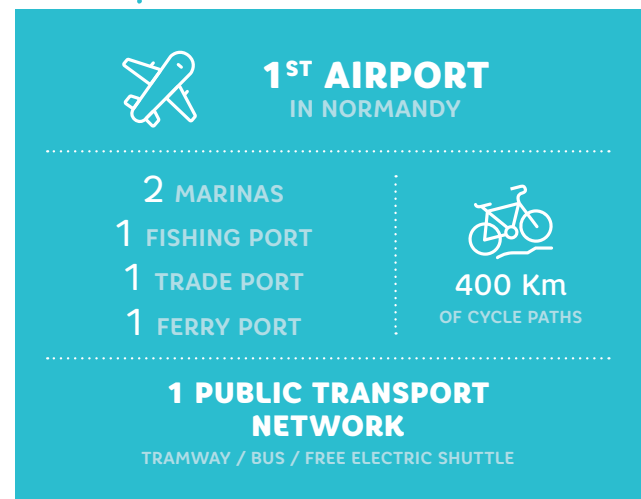 1ST AIRPORT
IN NORMANDY
2 MARINAS
1 FISHING PORT
1 TRADE PORT
1 FERRY PORT
400 Km
OF CYCLE PATHS
1 PUBLIC TRANSPORT
NETWORK
TRAMWAY / BUS / FREE ELECTRIC SHUTTLE